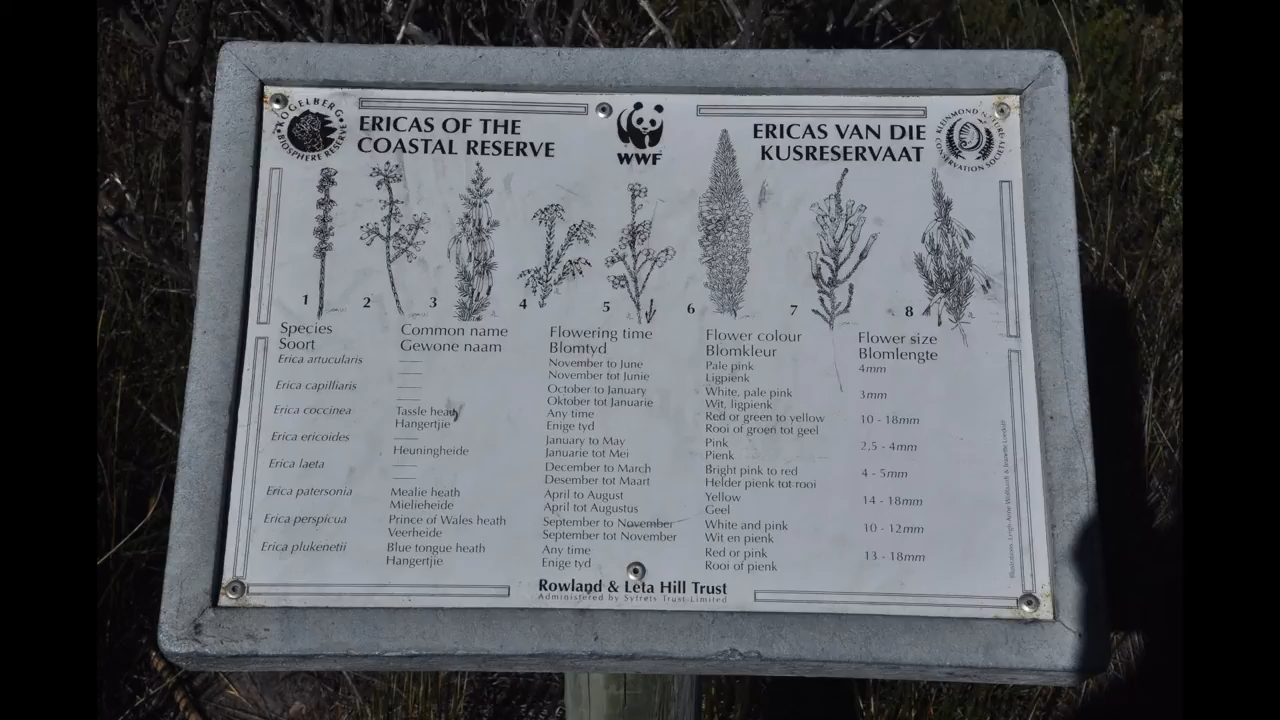 KOGELBERG
BIOSPHERE RESERVE
ERICAS OF THE
COASTAL RESERVE
WWF
ERICAS VAN DIE
KUSRESERVAAT
KLEINMOND NATURE
CONSERVATION SOCIETY
1 2 3 4 5 6 7 8
Species Common name Flowering time Flower colour Flower size
Soort Gewone naam Blomtyd Blomkleur Blomlengte
Erica artucularis November to June Pale pink 4mm
November tot Junie Ligpienk
Erica capilliaris October to January White, pale pink 3mm
Oktober tot Januarie Wit, ligpienk
Erica coccinea Tassle heath Any time Red or green to yellow 10 - 18mm
Hangertjie Enige tyd Rooi of groen tot geel
Erica ericoides January to May Pink 2,5 - 4mm
Heuningheide Januarie tot Mei Pienk
Erica laeta December to March Bright pink to red 4 - 5mm
Desember tot Maart Helder pienk tot rooi
Erica patersonia Mealie heath April to August Yellow 14 - 18mm
Mielieheide April tot Augustus Geel
Erica perspicua Prince of Wales heath September to November White and pink 10 - 12mm
Veerheide September tot November Wit en pienk
Erica plukenetii Blue tongue heath Any time Red or pink 13 - 18mm
Hangertjie Enige tyd Rooi of pienk
Rowland & Leta Hill Trust
Administered by Syfrets Trust Limited